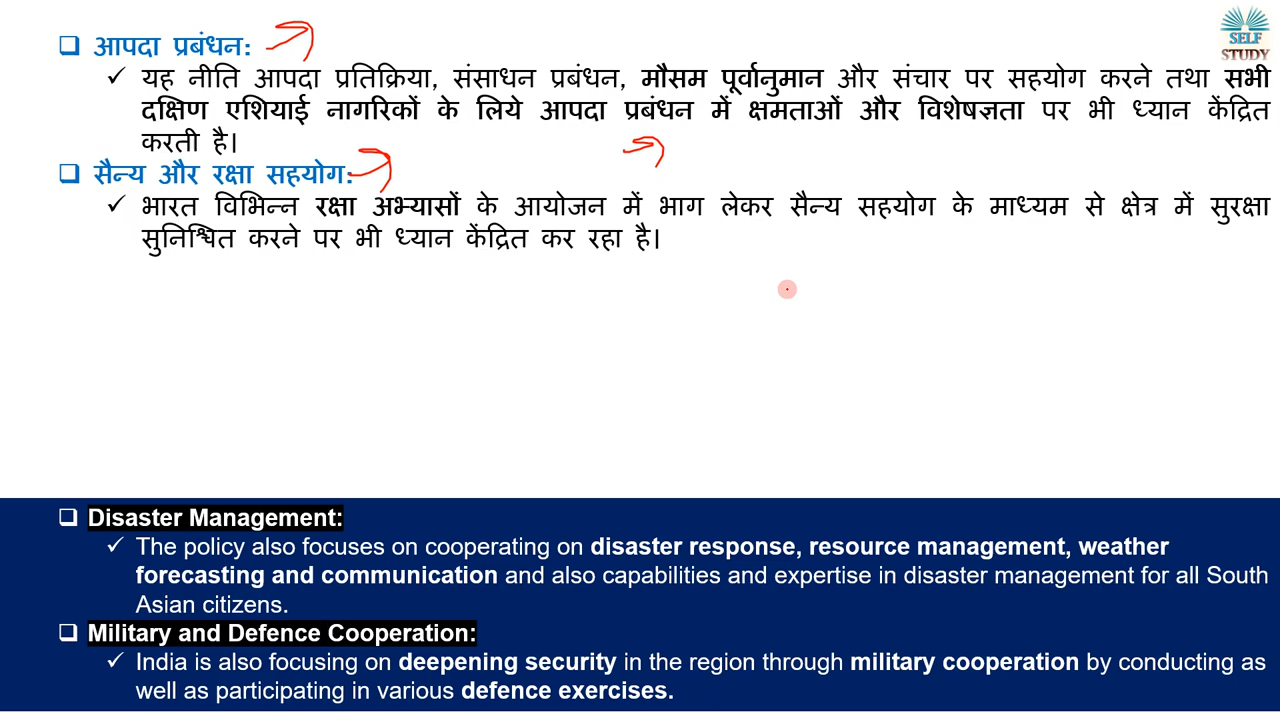 SELF
STUDY
❑ आपदा प्रबंधन:
✓ यह नीति आपदा प्रतिक्रिया, संसाधन प्रबंधन, मौसम पूर्वानुमान और संचार पर सहयोग करने तथा सभी
दक्षिण एशियाई नागरिकों के लिये आपदा प्रबंधन में क्षमताओं और विशेषज्ञता पर भी ध्यान केंद्रित
करती है।
❑ सैन्य और रक्षा सहयोग:
✓ भारत विभिन्न रक्षा अभ्यासों के आयोजन में भाग लेकर सैन्य सहयोग के माध्यम से क्षेत्र में सुरक्षा
सुनिश्चित करने पर भी ध्यान केंद्रित कर रहा है।
❑ Disaster Management:
✓ The policy also focuses on cooperating on disaster response, resource management, weather
forecasting and communication and also capabilities and expertise in disaster management for all South
Asian citizens.
❑ Military and Defence Cooperation:
✓ India is also focusing on deepening security in the region through military cooperation by conducting as
well as participating in various defence exercises.